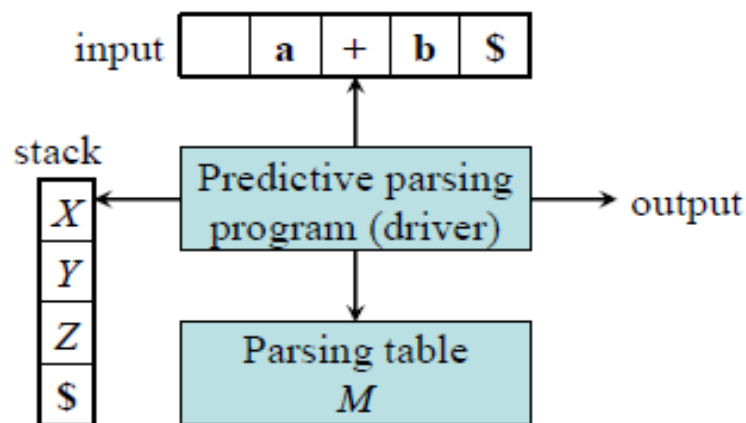 input a + b $
stack
Predictive parsing
program (driver)
output
X
Y
Z
$
Parsing table
M